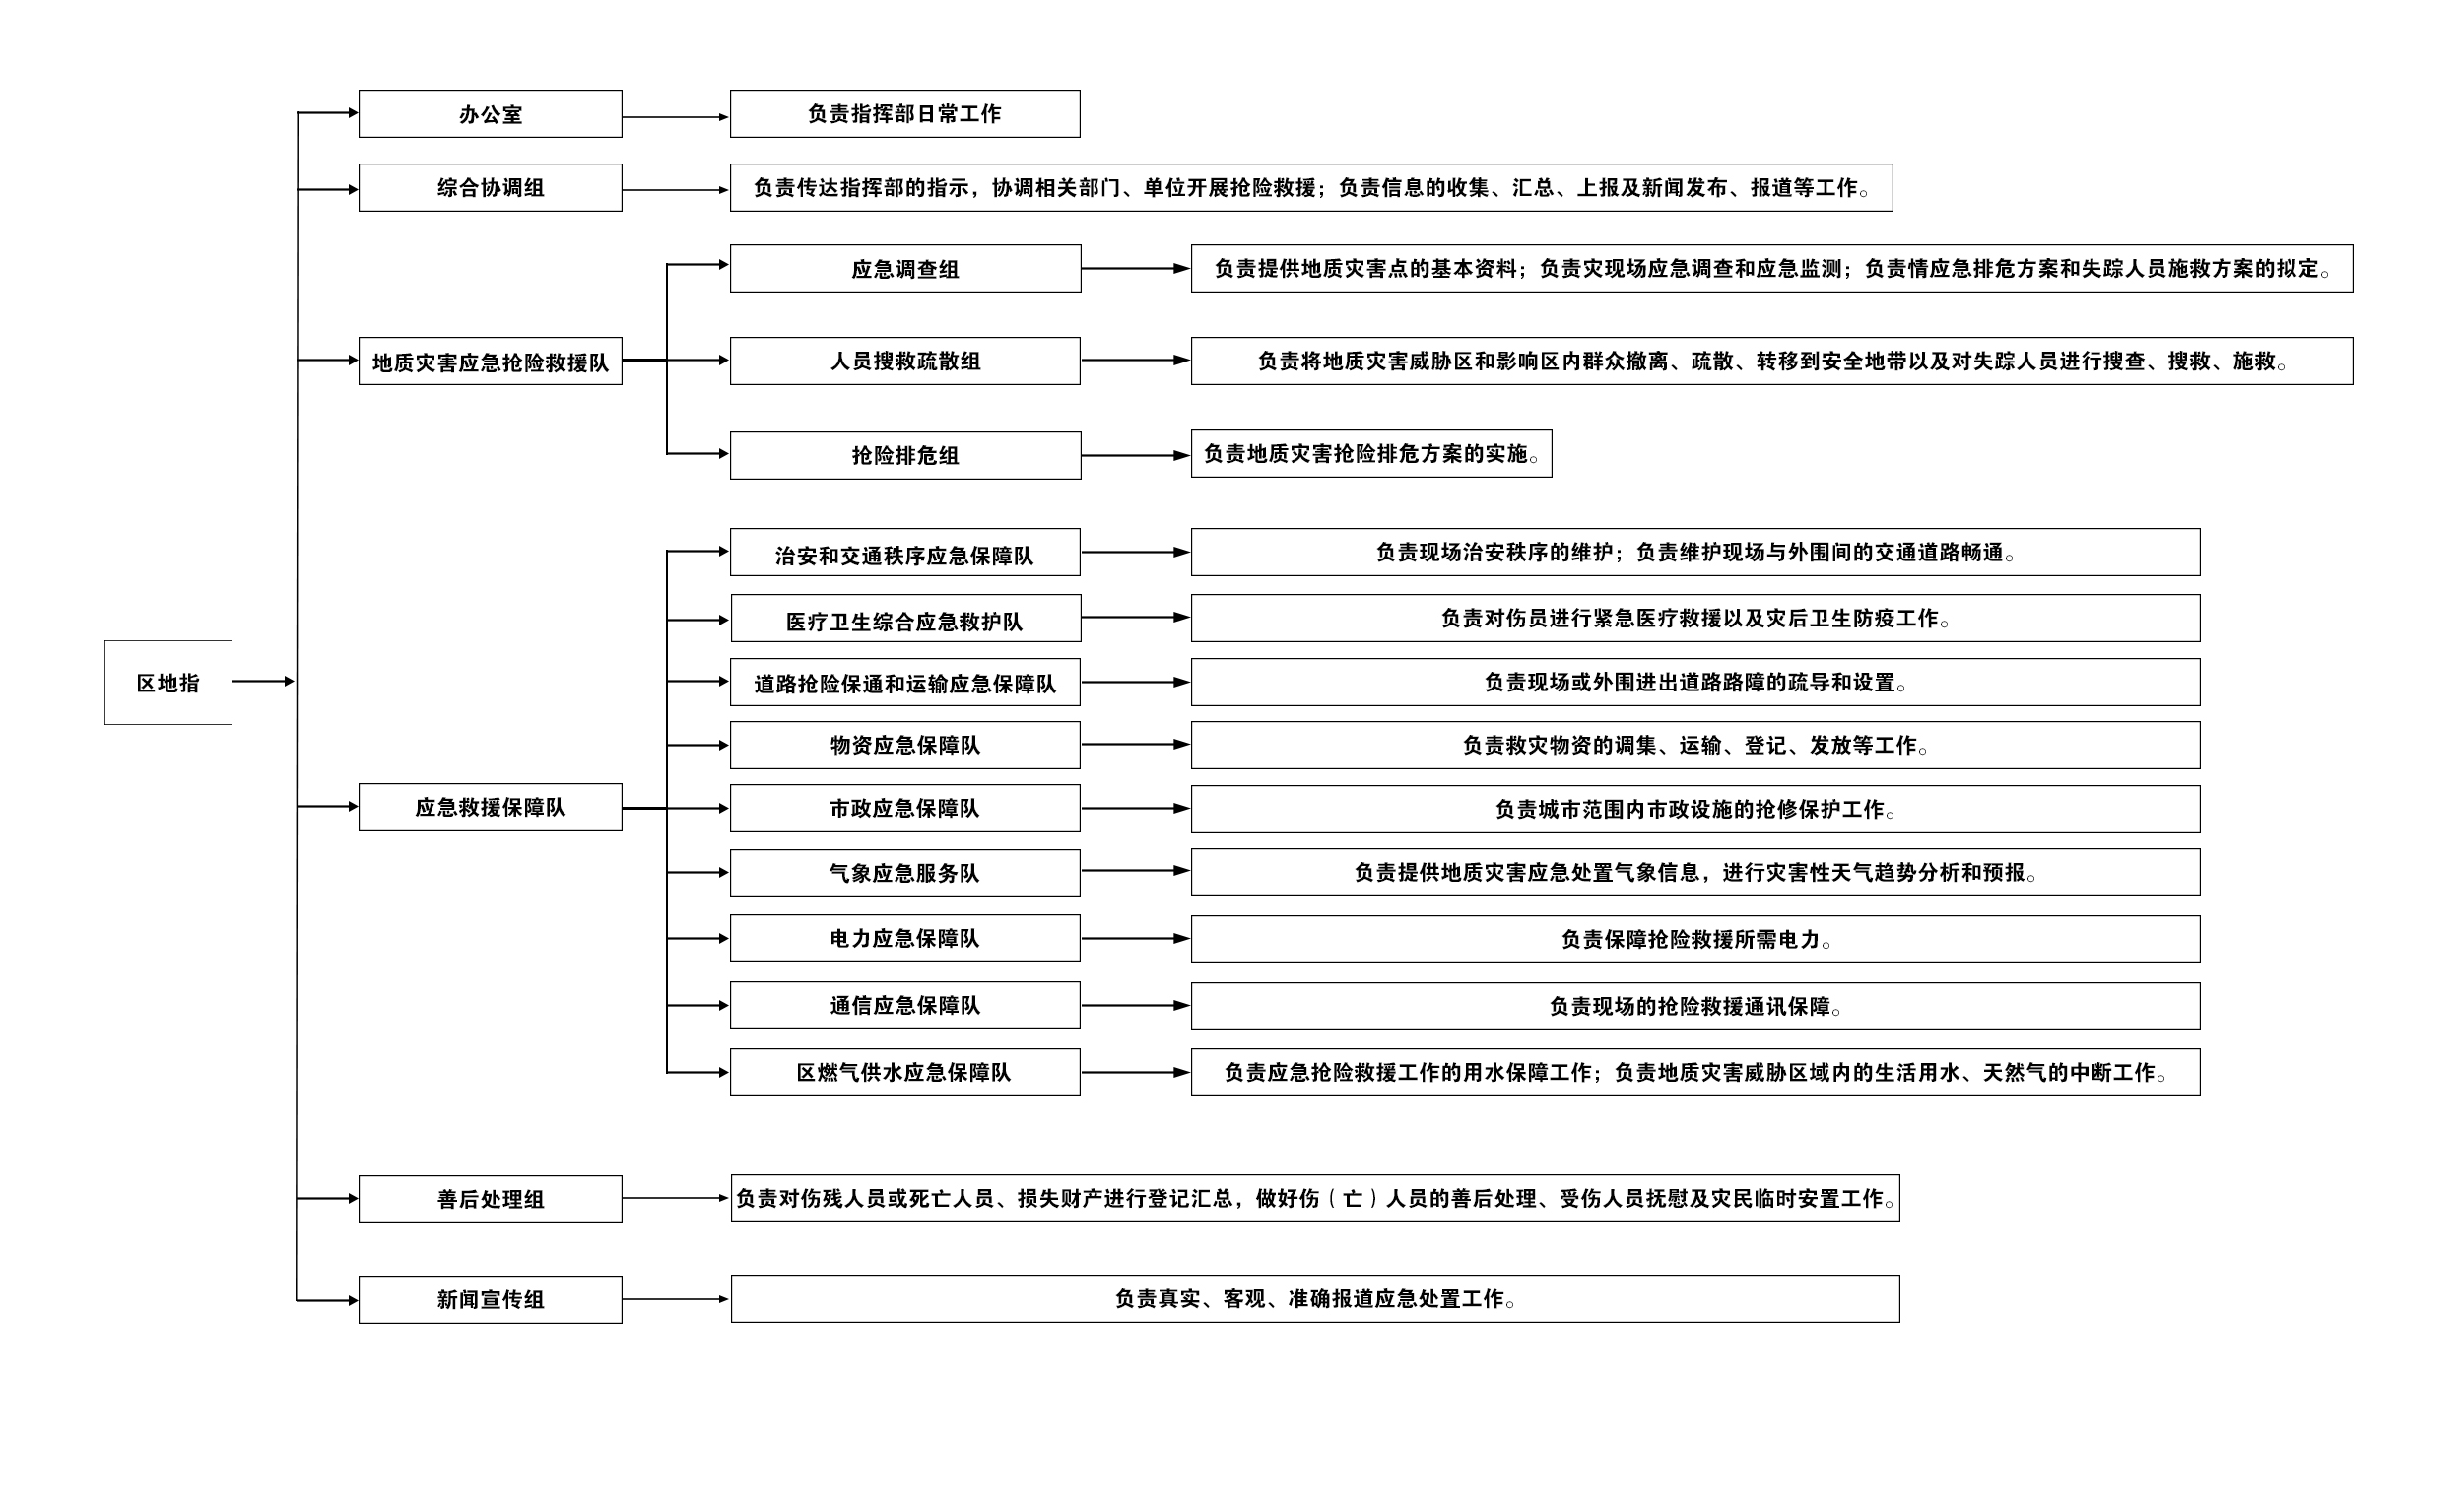 办公室
负责指挥部日常工作
综合协调组
负责传达指挥部的指示，协调相关部门、单位开展抢险救援；负责信息的收集、汇总、上报及新闻发布、报道等工作。
应急调查组
负责提供地质灾害点的基本资料；负责灾现场应急调查和应急监测；负责情应急排危方案和失踪人员施救方案的拟定。
地质灾害应急抢险救援队
人员搜救疏散组
负责将地质灾害威胁区和影响区内群众撤离、疏散、转移到安全地带以及对失踪人员进行搜查、搜救、施救。
抢险排危组
负责地质灾害抢险排危方案的实施。
治安和交通秩序应急保障队
负责现场治安秩序的维护；负责维护现场与外围间的交通道路畅通。
医疗卫生综合应急救护队
负责对伤员进行紧急医疗救援以及灾后卫生防疫工作。
区地指
道路抢险保通和运输应急保障队
负责现场或外围进出道路路障的疏导和设置。
物资应急保障队
负责救灾物资的调集、运输、登记、发放等工作。
应急救援保障队
市政应急保障队
负责城市范围内市政设施的抢修保护工作。
气象应急服务队
负责提供地质灾害应急处置气象信息，进行灾害性天气趋势分析和预报。
电力应急保障队
负责保障抢险救援所需电力。
通信应急保障队
负责现场的抢险救援通讯保障。
区燃气供水应急保障队
负责应急抢险救援工作的用水保障工作；负责地质灾害威胁区域内的生活用水、天然气的中断工作。
善后处理组
负责对伤残人员或死亡人员、损失财产进行登记汇总，做好伤（亡）人员的善后处理、受伤人员抚慰及灾民临时安置工作。
新闻宣传组
负责真实、客观、准确报道应急处置工作。